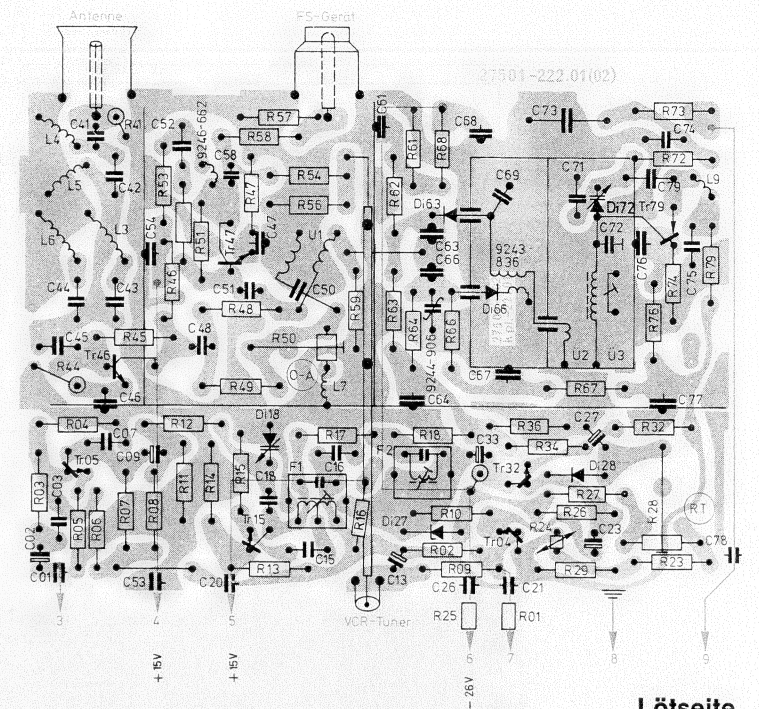 Antenne
FS-Gerät
27501-222.01(02)
C41
R41
C52
9246-662
R57
R58
C61
R61
R68
C68
C73
R73
C74
L4
L5
C42
R53
C58
R47
R54
R56
R62
C69
C71
R72
C79
L9
L6
L3
C54
R51
Tr47
C47
U1
Di63
C63
C66
9243-
836
Di72
C72
Tr79
C76
C75
R79
C44
C43
R46
C51
R48
C50
R59
R63
R64
9244-906
R66
Di66
R76
R74
C45
R45
C48
R50
U2
Ü3
R44
Tr46
C46
R49
O-A
L7
C64
C67
R67
C77
R04
C07
R12
Di18
R17
R18
C33
R36
R34
C27
R32
Tr05
C09
R15
C18
F1
C16
F2
Tr32
Di28
R27
R28
RT
R03
C03
R05
R06
R07
R08
R11
R14
Tr15
R16
Di27
R10
Tr04
R26
R24
C23
C02
C01
C53
C20
R13
C15
C13
R02
R09
C26
C21
R29
R23
C78
R25
R01
VCR-Tuner
3
4
5
6
7
8
9
+15V
+15V
-26V
Lötseite